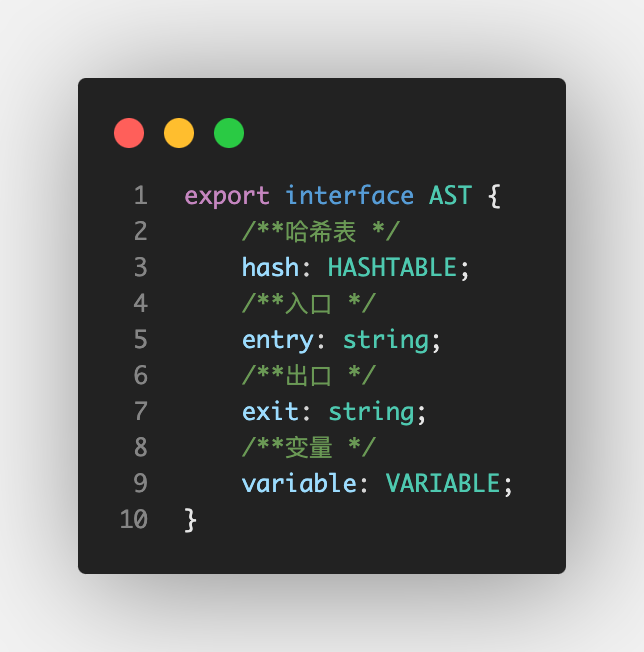 1 export interface AST {
2 /**哈希表 */
3 hash: HASHTABLE;
4 /**入口 */
5 entry: string;
6 /**出口 */
7 exit: string;
8 /**变量 */
9 variable: VARIABLE;
10 }